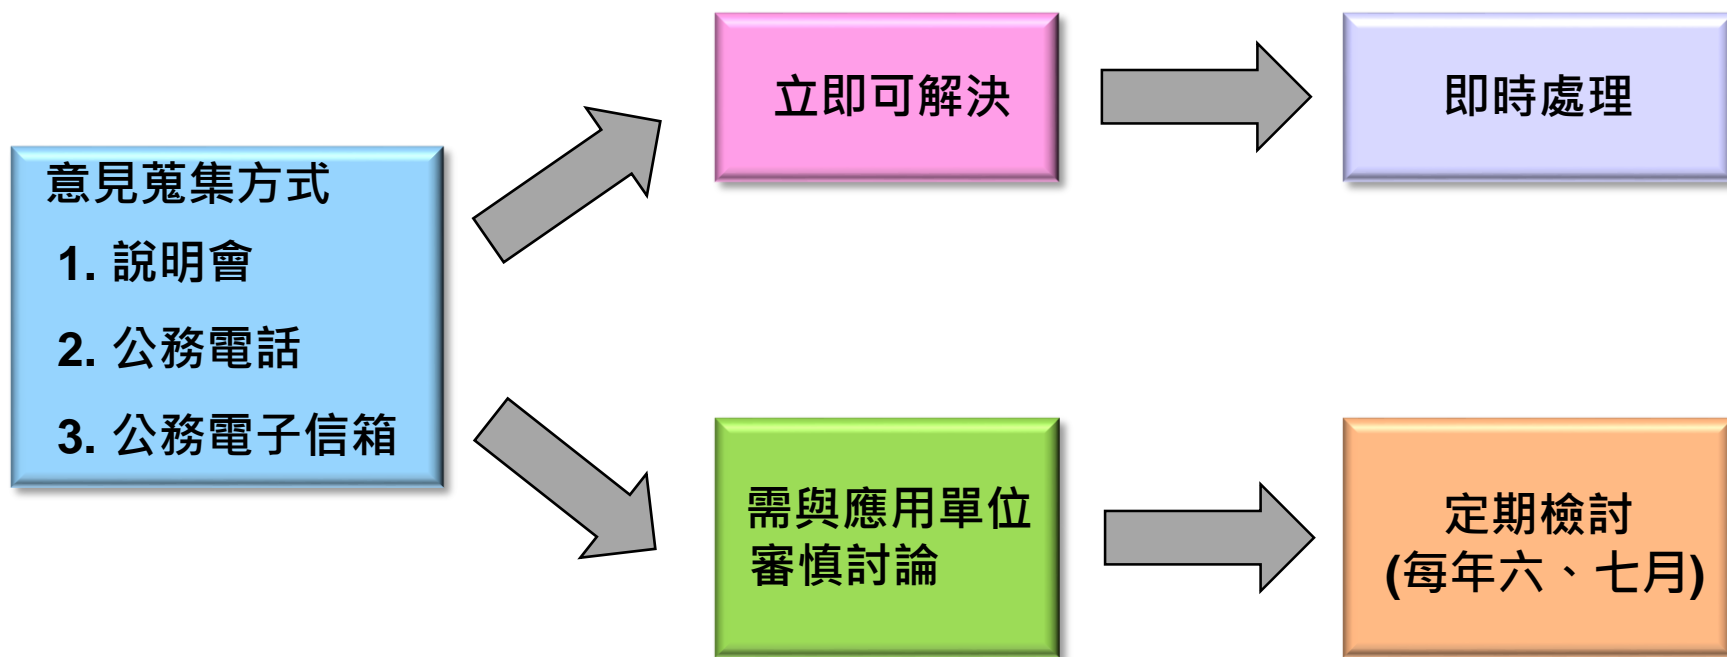 意見蒐集方式
1. 說明會
2. 公務電話
3. 公務電子信箱
立即可解決
即時處理
需與應用單位
審慎討論
定期檢討
(每年六、七月)